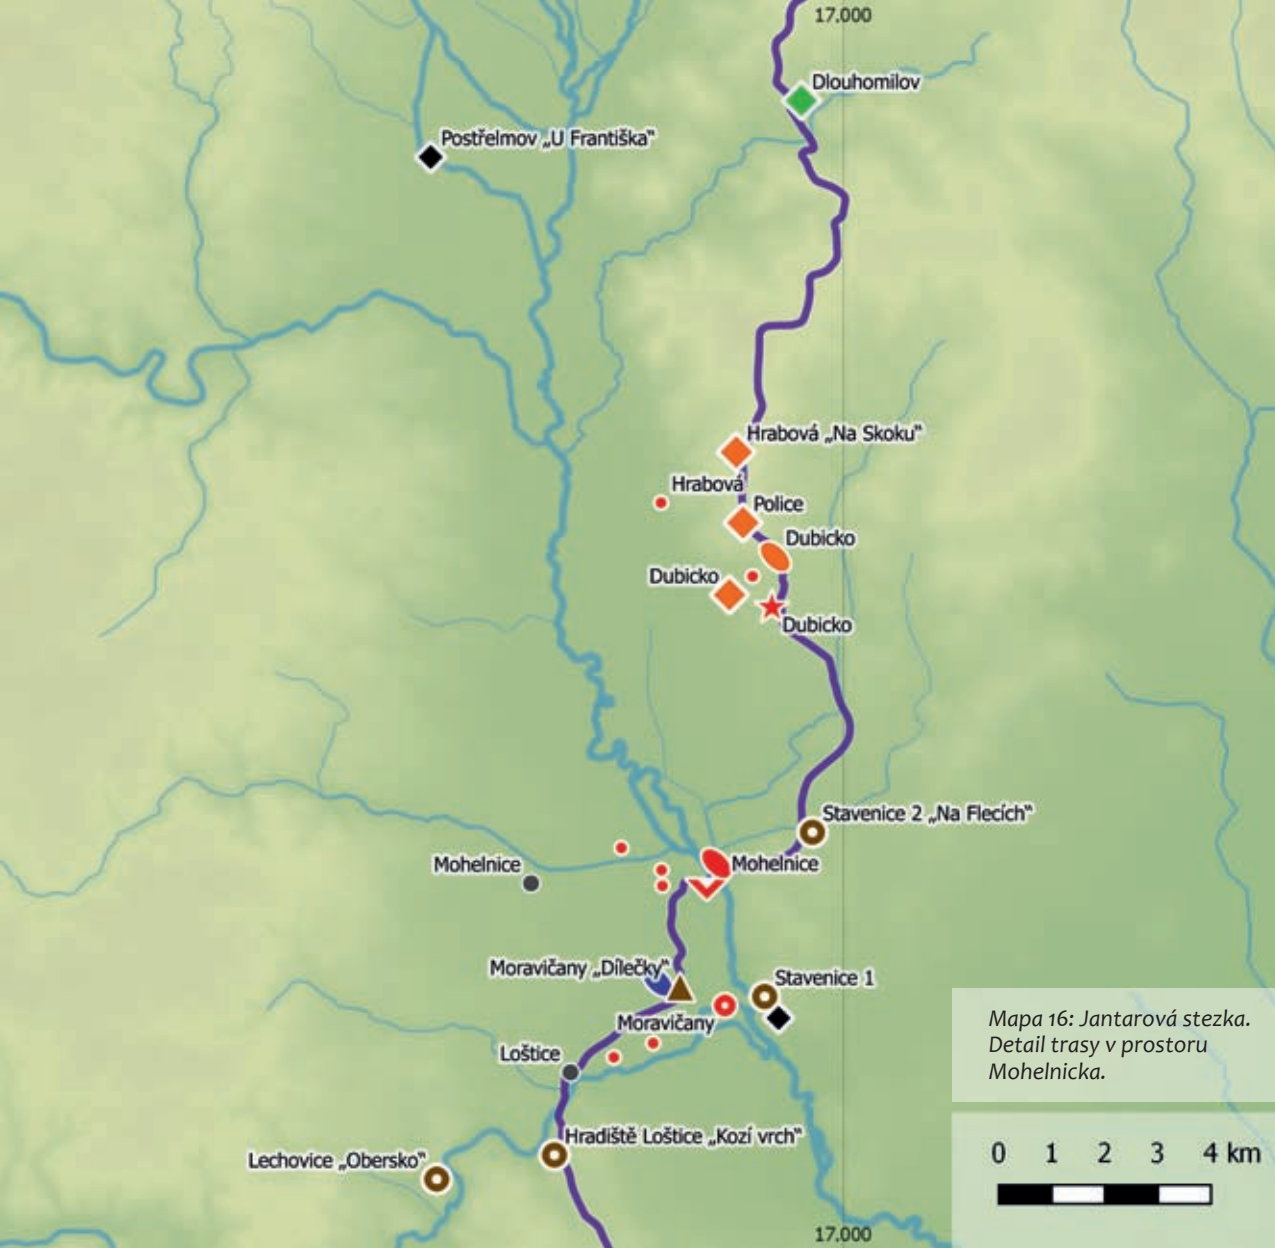 17,000
Dlouhomilov
Postřelmov „U Františka“
Hrabová „Na Skoku“
Hrabová
Police
Dubicko
Dubicko
Dubicko
Stavenice 2 „Na Flecích“
Mohelnice
Mohelnice
Moravičany „Dílečky“
Stavenice 1
Moravičany
Loštice
Hradiště Loštice „Kozí vrch“
Lechovice „Obersko“
Mapa 16: Jantarová stezka.
Detail trasy v prostoru
Mohelnicka.
0 1 2 3 4 km
17,000